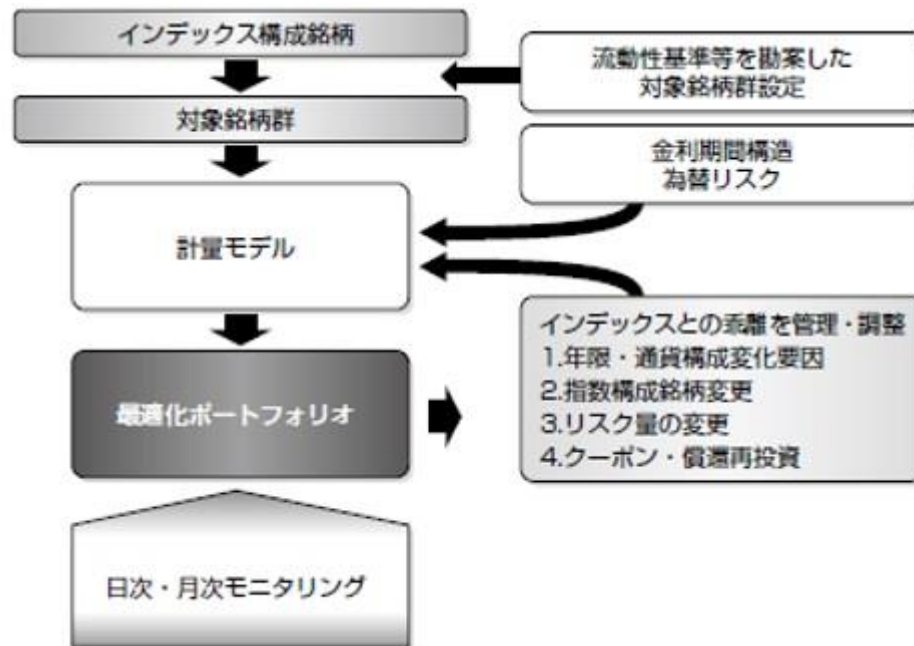 インデックス構成銘柄
流動性基準等を勘案した
対象銘柄群設定
対象銘柄群
金利期間構造
為替リスク
計量モデル
インデックスとの乖離を管理・調整
1.年限・通貨構成変化要因
2.指数構成銘柄変更
3.リスク量の変更
4.クーポン・償還再投資
最適化ポートフォリオ
日次・月次モニタリング